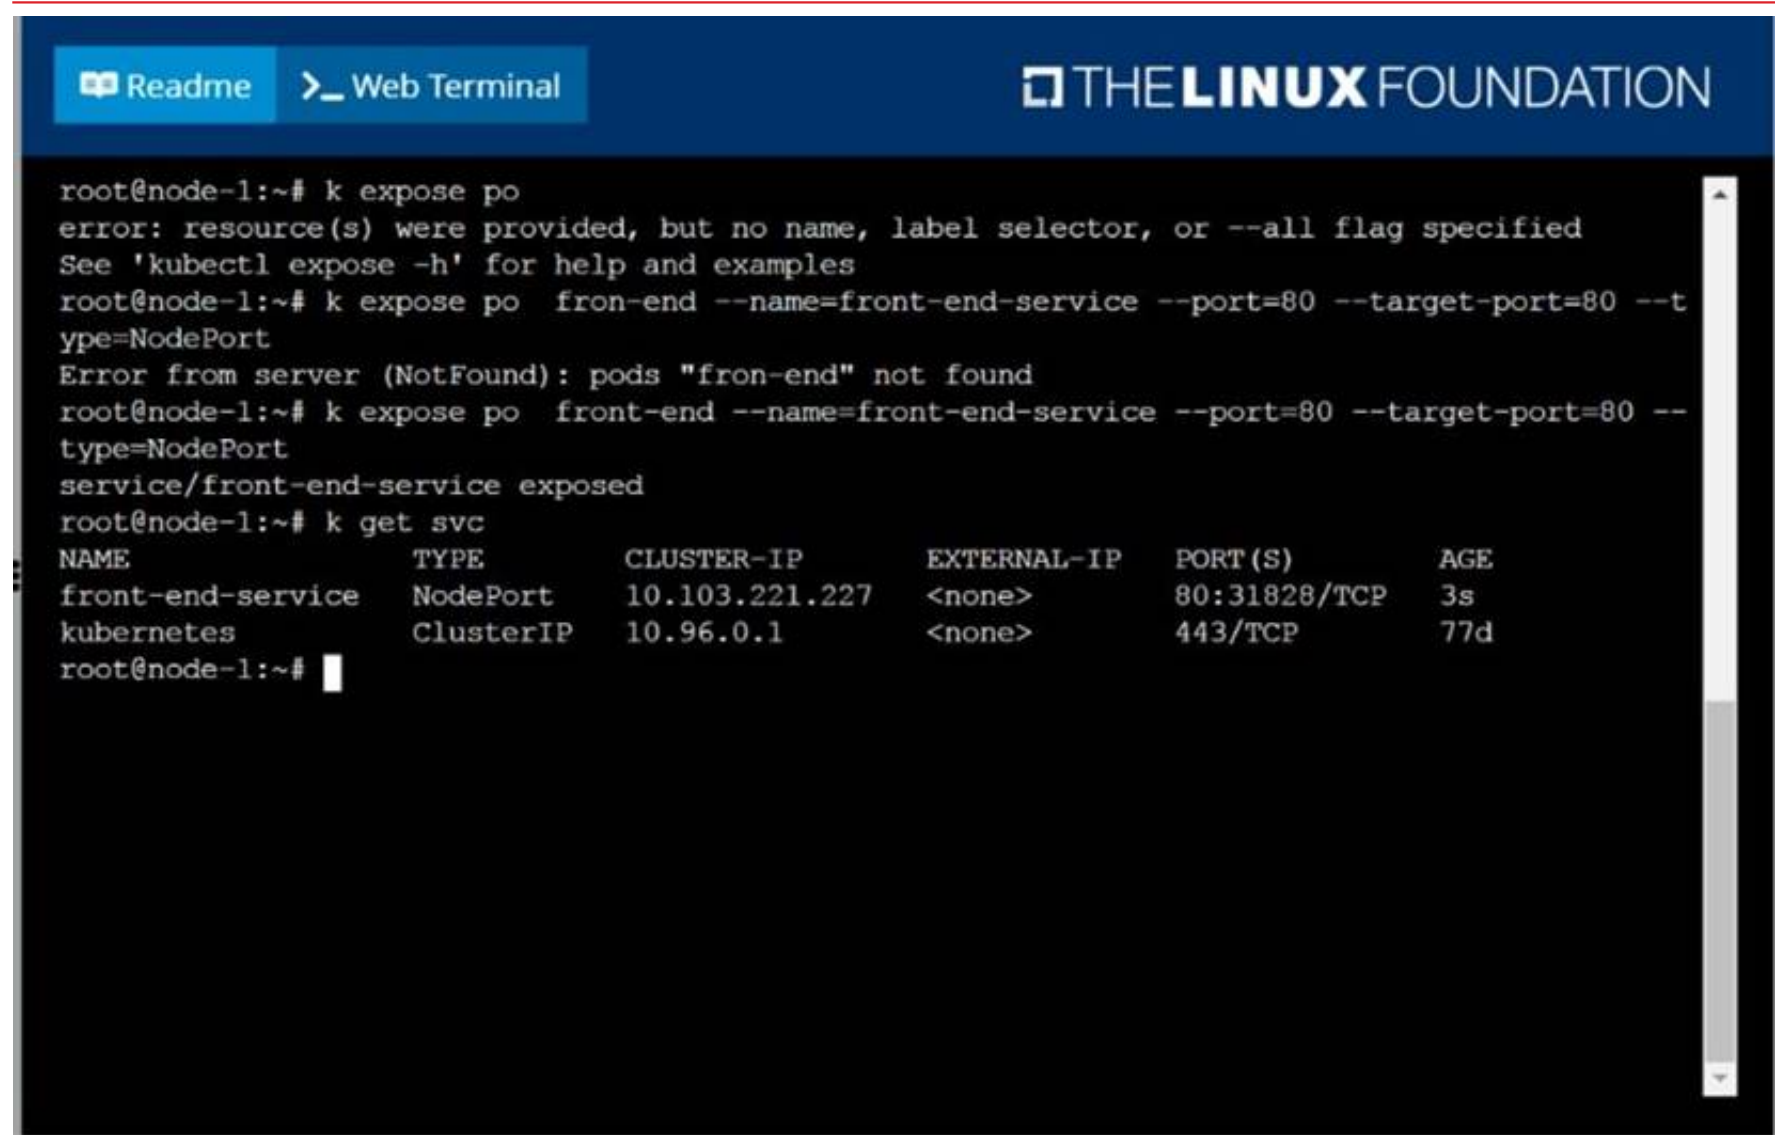 Readme >_ Web Terminal THE LINUX FOUNDATION
root@node-1:~# k expose po
error: resource(s) were provided, but no name, label selector, or --all flag specified
See 'kubectl expose -h' for help and examples
root@node-1:~# k expose po  fron-end --name=front-end-service --port=80 --target-port=80 --t
ype=NodePort
Error from server (NotFound): pods "fron-end" not found
root@node-1:~# k expose po  front-end --name=front-end-service --port=80 --target-port=80 --
type=NodePort
service/front-end-service exposed
root@node-1:~# k get svc
NAME                TYPE        CLUSTER-IP       EXTERNAL-IP   PORT(S)        AGE
front-end-service   NodePort    10.103.221.227   <none>        80:31828/TCP   3s
kubernetes          ClusterIP   10.96.0.1        <none>        443/TCP        77d
root@node-1:~#